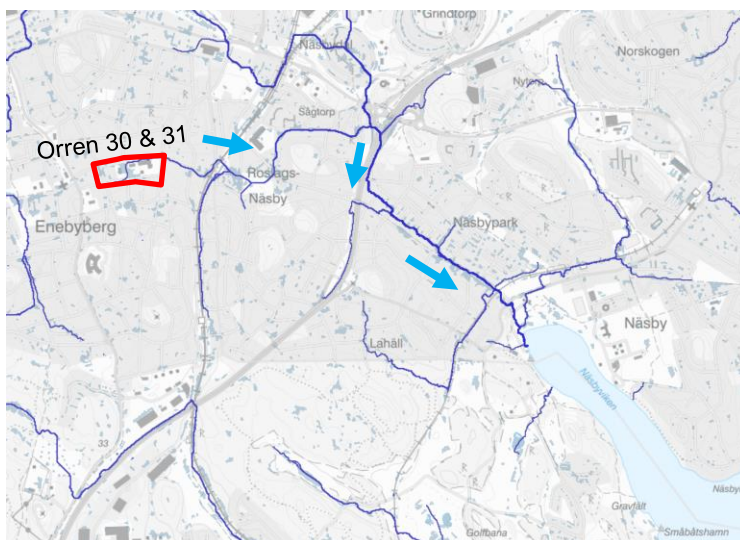 Grindtorp
Näsbydal
Norskogen
Nytorp
Sågtorp
Orren 30 & 31
Roslags-
Näsby
Näsbypark
Enebyberg
Näsby
Lahäll
Näsbyviken
33
Näsby
Gravfält
Golfbana
Småbåtshamn